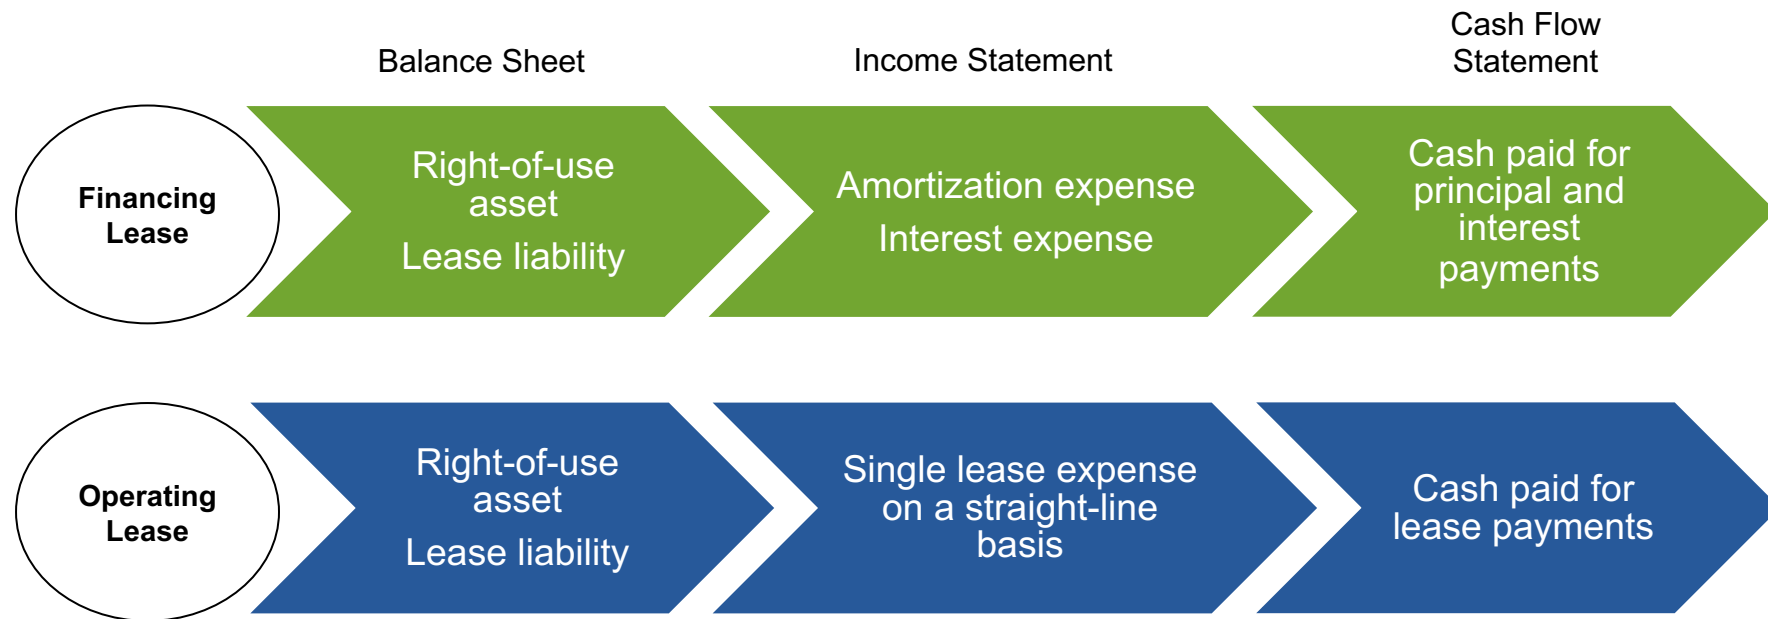 Balance Sheet
Income Statement
Cash Flow
Statement
Financing
Lease
Right-of-use
asset
Lease liability
Amortization expense
Interest expense
Cash paid for
principal and
interest
payments
Operating
Lease
Right-of-use
asset
Lease liability
Single lease expense
on a straight-line
basis
Cash paid for
lease payments